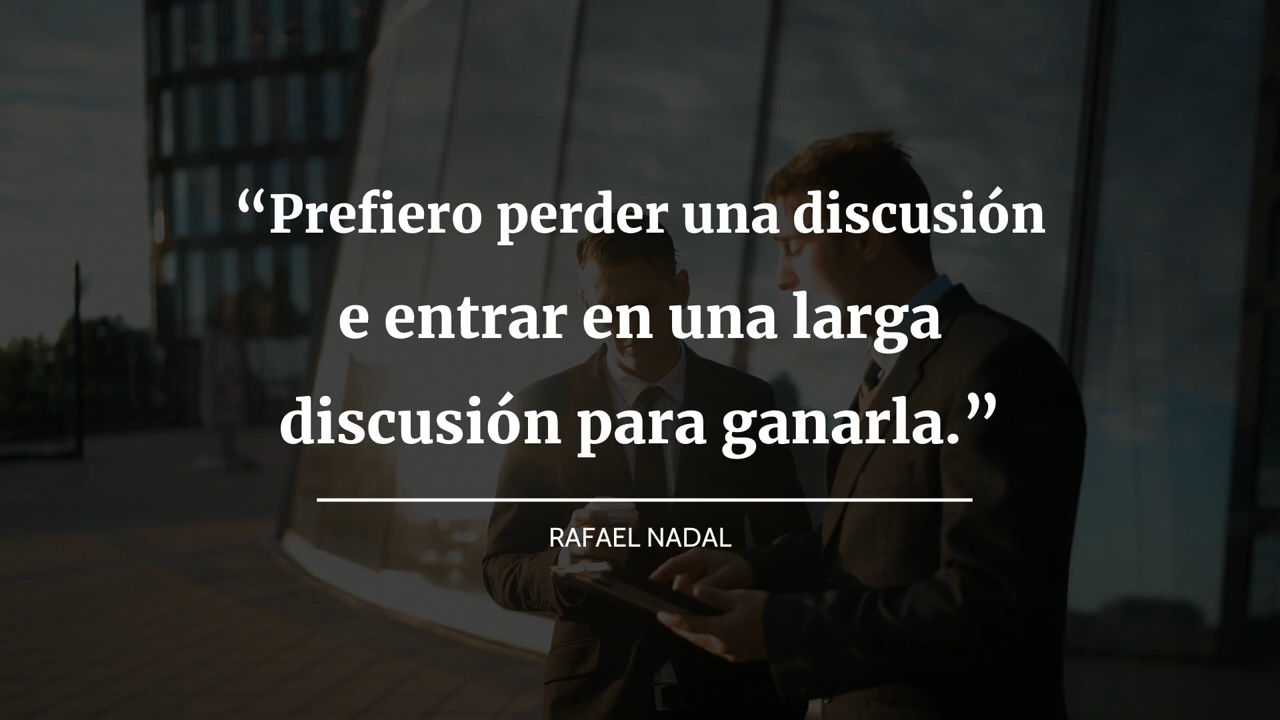 “Prefiero perder una discusión
e entrar en una larga
discusión para ganarla.”
RAFAEL NADAL